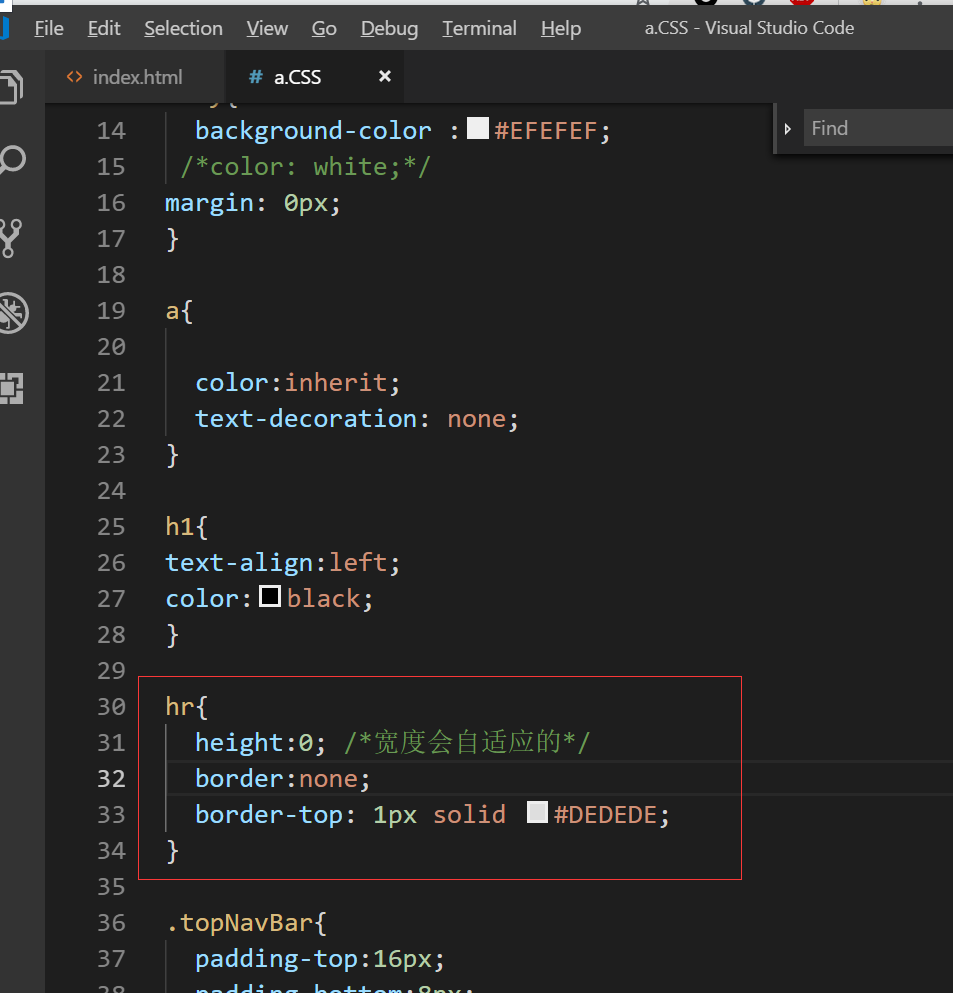 File Edit Selection View Go Debug Terminal Help a.CSS - Visual Studio Code
<> index.html # a.CSS ×
Find
14 background-color :#EFEFEF;
15 /*color: white;*/
16 margin: 0px;
17 }
18
19 a{
20
21 color:inherit;
22 text-decoration: none;
23 }
24
25 h1{
26 text-align:left;
27 color:black;
28 }
29
30 hr{
31 height:0; /*宽度会自适应的*/
32 border:none;
33 border-top: 1px solid #DEDEDE;
34 }
35
36 .topNavBar{
37 padding-top:16px;
38 padding-bottom:8px;